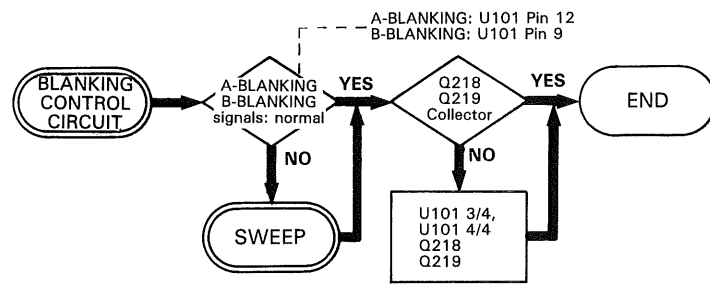 A-BLANKING: U101 Pin 12
B-BLANKING: U101 Pin 9
BLANKING
CONTROL
CIRCUIT
A-BLANKING
B-BLANKING
signals: normal
YES
NO
SWEEP
Q218
Q219
Collector
YES
NO
U101 3/4,
U101 4/4
Q218
Q219
END